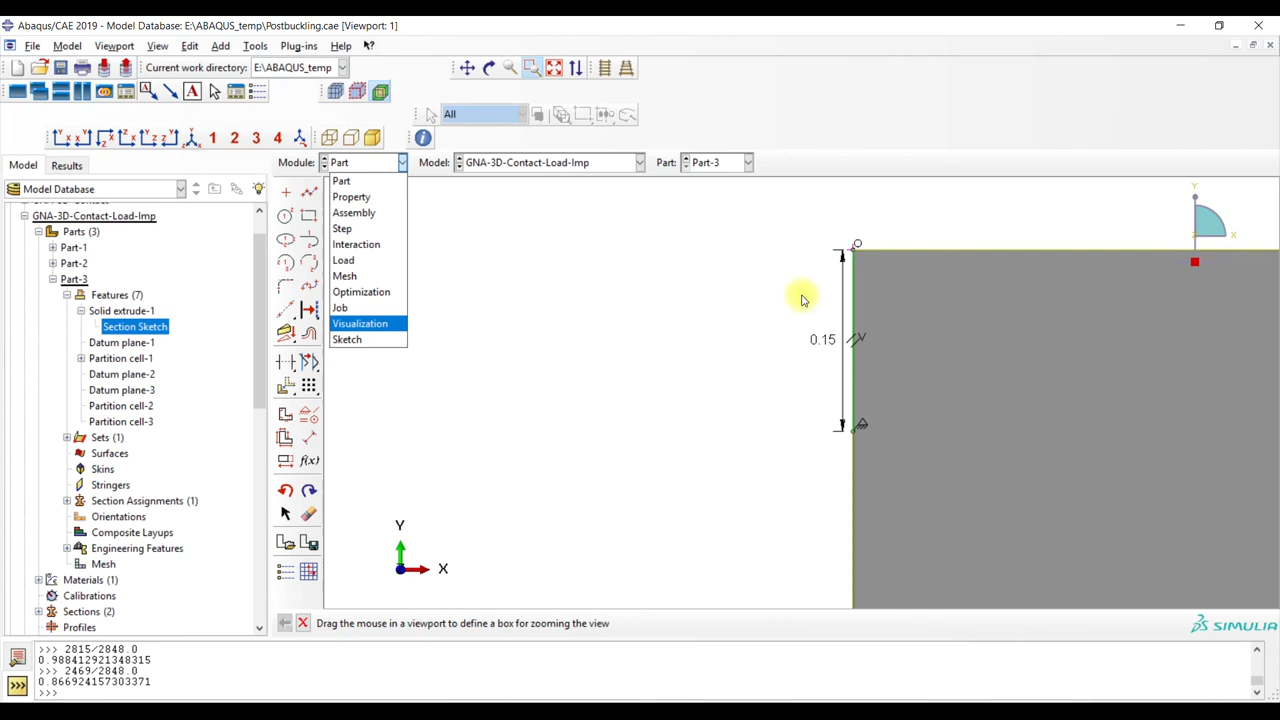 Abaqus/CAE 2019 - Model Database: E:\ABAQUS_temp\Postbuckling.cae [Viewport: 1]
File Model Viewport View Edit Add Tools Plug-ins Help
Current work directory: E:\ABAQUS_temp
A A
All
1 2 3 4
Model Results Module: Part Model: GNA-3D-Contact-Load-Imp Part: Part-3
Model Database
GNA-3D-Contact-Load-Imp
Parts (3)
Part-1
Part-2
Part-3
Features (7)
Solid extrude-1
Section Sketch
Datum plane-1
Partition cell-1
Datum plane-2
Datum plane-3
Partition cell-2
Partition cell-3
Sets (1)
Surfaces
Skins
Stringers
Section Assignments (1)
Orientations
Composite Layups
Engineering Features
Mesh
Materials (1)
Calibrations
Sections (2)
Profiles
Part
Property
Assembly
Step
Interaction
Load
Mesh
Optimization
Job
Visualization
Sketch
f(x)
0.15
V
Y
X
Z
Y
X
Drag the mouse in a viewport to define a box for zooming the view
SIMULIA
>>> 2815/2848.0
0.988412921348315
>>> 2469/2848.0
0.866924157303371
>>>